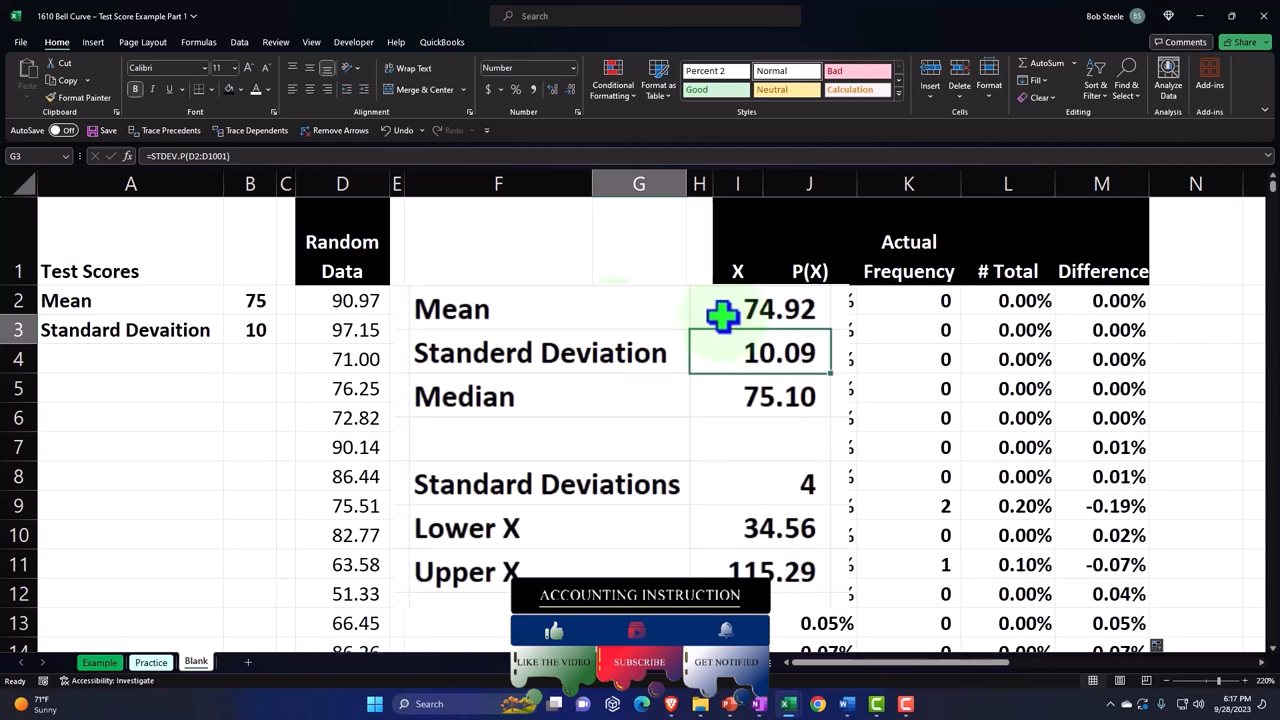 1610 Bell Curve – Test Score Example Part 1
Search
Bob Steele
BS
File
Home
Insert
Page Layout
Formulas
Data
Review
View
Developer
Help
QuickBooks
Comments
Share
Cut
Copy
Format Painter
Paste
Clipboard
Calibri
11
B
I
U
Font
Wrap Text
Merge & Center
Alignment
Number
$
%
Number
Conditional Formatting
Format as Table
Percent 2
Normal
Bad
Good
Neutral
Calculation
Styles
Insert
Delete
Format
Cells
AutoSum
Fill
Clear
Sort & Filter
Find & Select
Editing
Analyze Data
Analysis
Add-ins
Add-ins
AutoSave
Off
Save
Trace Precedents
Trace Dependents
Remove Arrows
Undo
Redo
G3
fx
=STDEV.P(D2:D1001)
A B C D E F G H I J K L M N
1 Test Scores Random Data X P(X) Actual Frequency # Total Difference
2 Mean 75 90.97 Mean 74.92 % 0 0.00% 0.00%
3 Standard Devaition 10 97.15 Standerd Deviation 10.09 % 0 0.00% 0.00%
4 71.00 % 0 0.00% 0.00%
Median 75.10
5 76.25 % 0 0.00% 0.00%
6 72.82 % 0 0.00% 0.00%
7 90.14 % 0 0.00% 0.01%
8 86.44 Standard Deviations 4 % 0 0.00% 0.01%
9 75.51 Lower X 34.56 % 2 0.20% -0.19%
10 82.77 % 0 0.00% 0.02%
11 63.58 Upper X 115.29 % 1 0.10% -0.07%
12 51.33 0 0.00% 0.04%
13 66.45 0.05% 0 0.00% 0.05%
14 86.26 0.07% 0 0.00% 0.07%
ACCOUNTING INSTRUCTION
LIKE THE VIDEO
SUBSCRIBE
GET NOTIFIED
Example
Practice
Blank
Ready
Accessibility: Investigate
220%
71°F
Sunny
Search
6:17 PM
9/28/2023